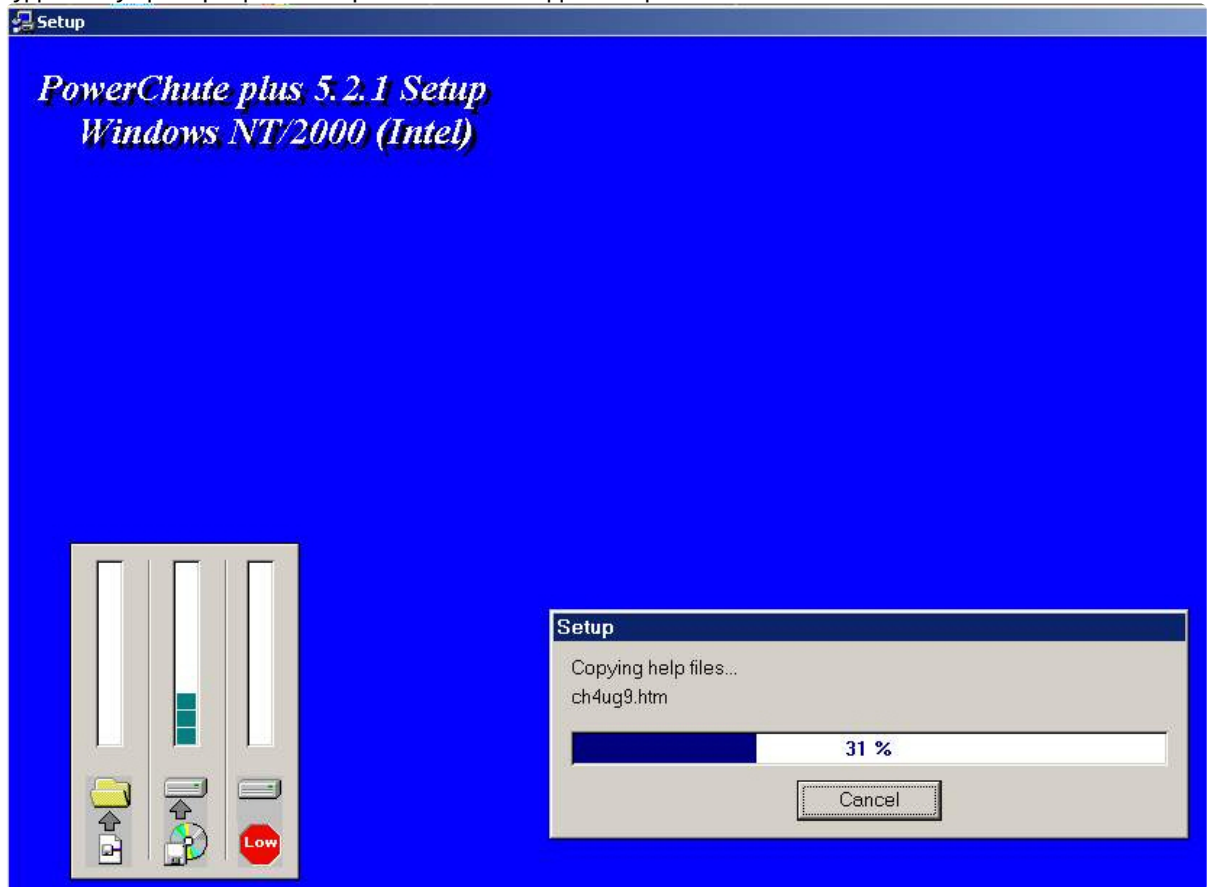 Setup
PowerChute plus 5.2.1 Setup
Windows NT/2000 (Intel)
Setup
Copying help files...
ch4ug9.htm
31 %
Cancel
Low